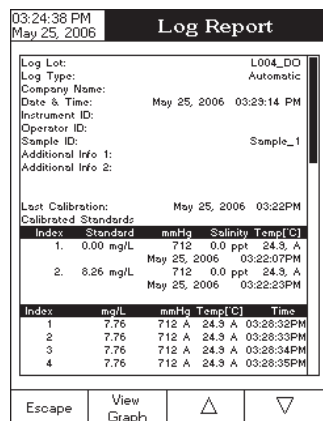 03:24:38 PM
May 25, 2006
Log Report
Log Lot: L004_DO
Log Type: Automatic
Company Name:
Date & Time: May 25, 2006 03:29:14 PM
Instrument ID:
Operator ID:
Sample ID: Sample_1
Additional Info 1:
Additional Info 2:
Last Calibration: May 25, 2006 03:22PM
Calibrated Standards
Index Standard mmHg Salinity Temp[°C]
1. 0.00 mg/L 712 0.0 ppt 24.9, A
May 25, 2006 03:22:07PM
2. 8.26 mg/L 712 0.0 ppt 24.9, A
May 25, 2006 03:22:23PM
Index mg/L mmHg Temp[°C] Time
1 7.76 712 A 24.9 A 03:28:32PM
2 7.76 712 A 24.9 A 03:28:33PM
3 7.76 712 A 24.9 A 03:28:34PM
4 7.76 712 A 24.9 A 03:28:35PM
Escape
View
Graph